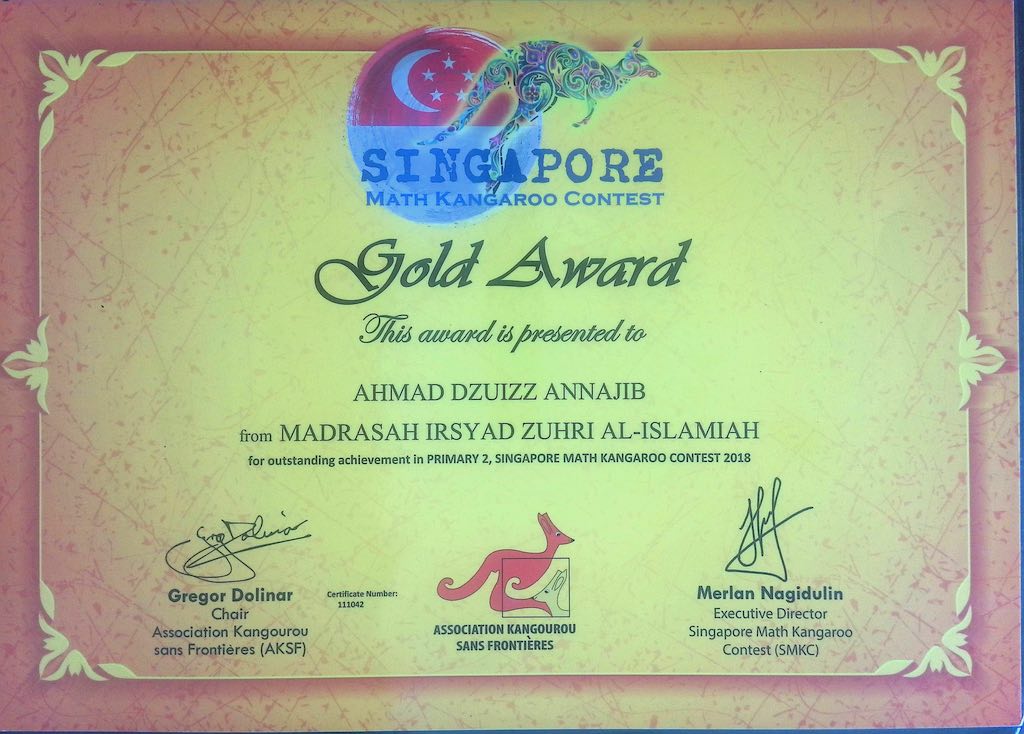 SINGAPORE
MATH KANGAROO CONTEST
Gold Award
This award is presented to
AHMAD DZUIZZ ANNAJIB
from MADRASAH IRSYAD ZUHRI AL-ISLAMIAH
for outstanding achievement in PRIMARY 2, SINGAPORE MATH KANGAROO CONTEST 2018
Gregor Dolinar
Chair
Association Kangourou
sans Frontières (AKSF)
Certificate Number:
111042
ASSOCIATION KANGOUROU
SANS FRONTIÈRES
Merlan Nagidulin
Executive Director
Singapore Math Kangaroo
Contest (SMKC)